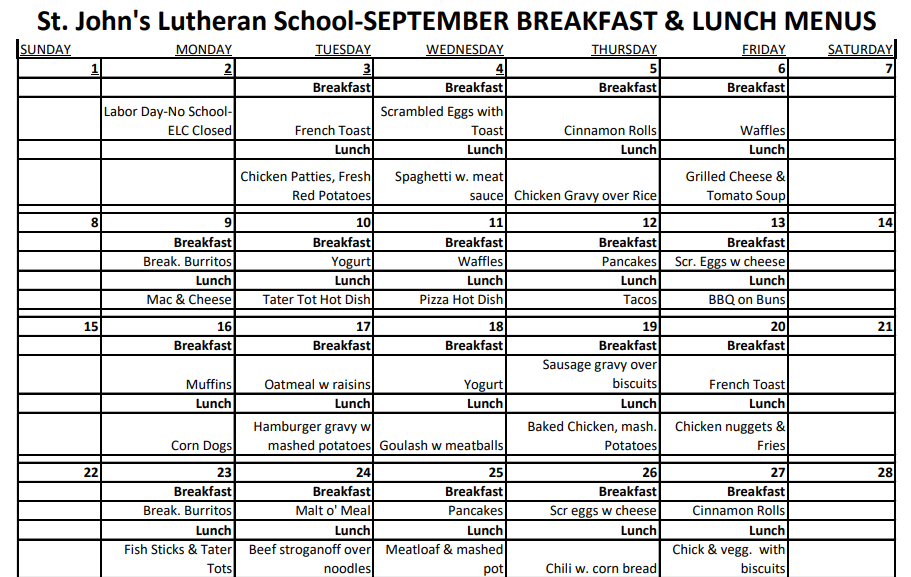 St. John's Lutheran School-SEPTEMBER BREAKFAST & LUNCH MENUS
SUNDAY MONDAY TUESDAY WEDNESDAY THURSDAY FRIDAY SATURDAY
1 2 3 4 5 6 7
Breakfast Breakfast Breakfast Breakfast
Labor Day-No School- Scrambled Eggs with
ELC Closed French Toast Toast Cinnamon Rolls Waffles
Lunch Lunch Lunch Lunch
Chicken Patties, Fresh Spaghetti w. meat Grilled Cheese &
Red Potatoes sauce Chicken Gravy over Rice Tomato Soup
8 9 10 11 12 13 14
Breakfast Breakfast Breakfast Breakfast Breakfast
Break. Burritos Yogurt Waffles Pancakes Scr. Eggs w cheese
Lunch Lunch Lunch Lunch Lunch
Mac & Cheese Tater Tot Hot Dish Pizza Hot Dish Tacos BBQ on Buns
15 16 17 18 19 20 21
Breakfast Breakfast Breakfast Breakfast Breakfast
Sausage gravy over
Muffins Oatmeal w raisins Yogurt biscuits French Toast
Lunch Lunch Lunch Lunch Lunch
Hamburger gravy w Baked Chicken, mash. Chicken nuggets &
Corn Dogs mashed potatoes Goulash w meatballs Potatoes Fries
22 23 24 25 26 27 28
Breakfast Breakfast Breakfast Breakfast Breakfast
Break. Burritos Malt o' Meal Pancakes Scr eggs w cheese Cinnamon Rolls
Lunch Lunch Lunch Lunch Lunch
Fish Sticks & Tater Beef stroganoff over Meatloaf & mashed Chick & vegg. with
Tots noodles pot Chili w. corn bread biscuits